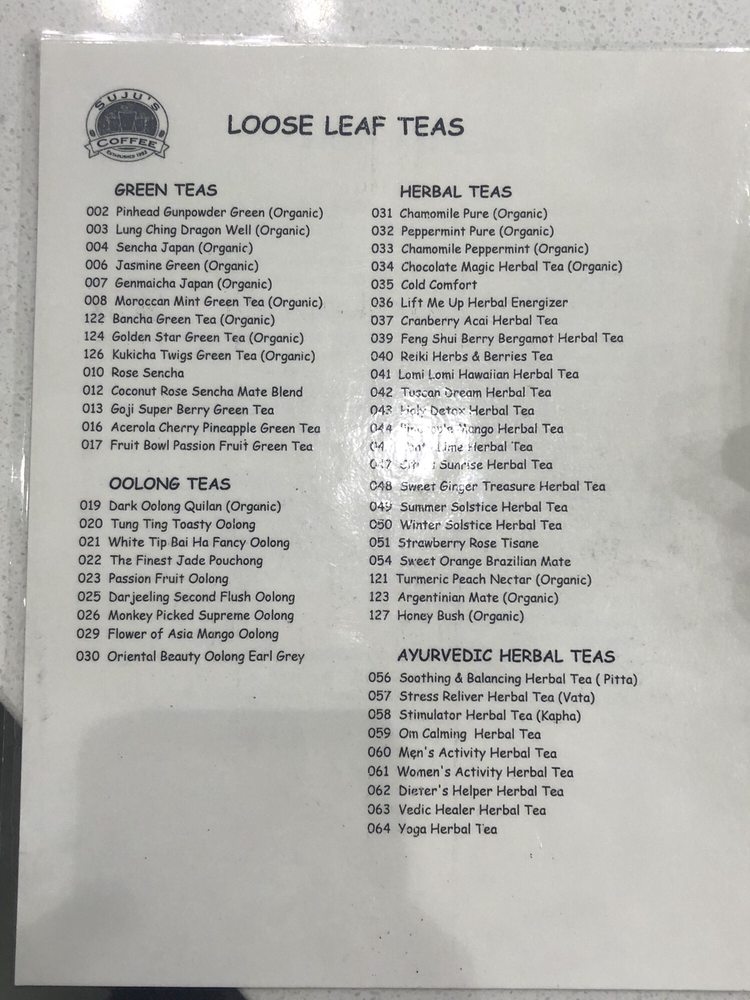 SUJU'S
COFFEE
ESTABLISHED 1982
LOOSE LEAF TEAS
GREEN TEAS
002 Pinhead Gunpowder Green (Organic)
003 Lung Ching Dragon Well (Organic)
004 Sencha Japan (Organic)
006 Jasmine Green (Organic)
007 Genmaicha Japan (Organic)
008 Moroccan Mint Green Tea (Organic)
122 Bancha Green Tea (Organic)
124 Golden Star Green Tea (Organic)
126 Kukicha Twigs Green Tea (Organic)
010 Rose Sencha
012 Coconut Rose Sencha Mate Blend
013 Goji Super Berry Green Tea
016 Acerola Cherry Pineapple Green Tea
017 Fruit Bowl Passion Fruit Green Tea
OOLONG TEAS
019 Dark Oolong Quilan (Organic)
020 Tung Ting Toasty Oolong
021 White Tip Bai Ha Fancy Oolong
022 The Finest Jade Pouchong
023 Passion Fruit Oolong
025 Darjeeling Second Flush Oolong
026 Monkey Picked Supreme Oolong
029 Flower of Asia Mango Oolong
030 Oriental Beauty Oolong Earl Grey
HERBAL TEAS
031 Chamomile Pure (Organic)
032 Peppermint Pure (Organic)
033 Chamomile Peppermint (Organic)
034 Chocolate Magic Herbal Tea (Organic)
035 Cold Comfort
036 Lift Me Up Herbal Energizer
037 Cranberry Acai Herbal Tea
039 Feng Shui Berry Bergamot Herbal Tea
040 Reiki Herbs & Berries Tea
041 Lomi Lomi Hawaiian Herbal Tea
042 Tuscan Dream Herbal Tea
043 Holy Detox Herbal Tea
044 Mango Herbal Tea
Lime Herbal Tea
047 Sunrise Herbal Tea
048 Sweet Ginger Treasure Herbal Tea
049 Summer Solstice Herbal Tea
050 Winter Solstice Herbal Tea
051 Strawberry Rose Tisane
054 Sweet Orange Brazilian Mate
121 Turmeric Peach Nectar (Organic)
123 Argentinian Mate (Organic)
127 Honey Bush (Organic)
AYURVEDIC HERBAL TEAS
056 Soothing & Balancing Herbal Tea ( Pitta)
057 Stress Reliver Herbal Tea (Vata)
058 Stimulator Herbal Tea (Kapha)
059 Om Calming Herbal Tea
060 Men's Activity Herbal Tea
061 Women's Activity Herbal Tea
062 Dieter's Helper Herbal Tea
063 Vedic Healer Herbal Tea
064 Yoga Herbal Tea